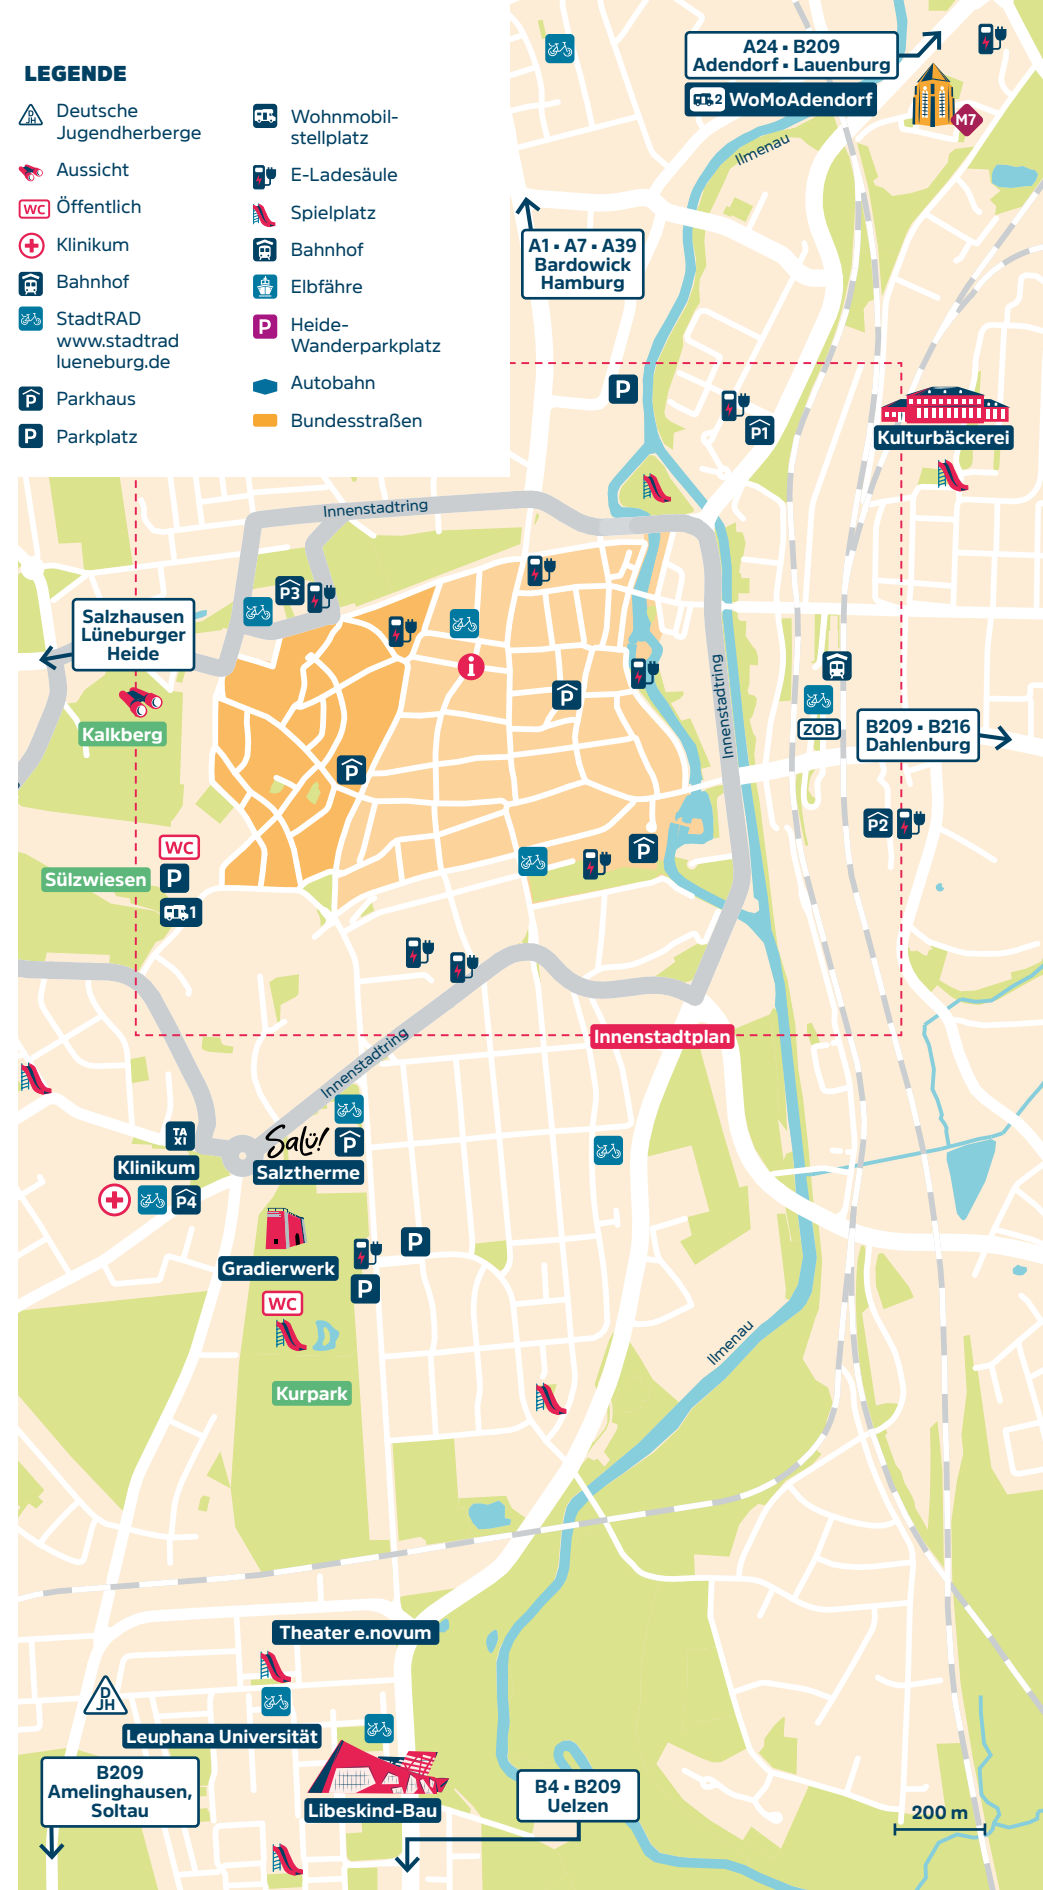 LEGENDE
Deutsche
Jugendherberge
Aussicht
WC Öffentlich
Klinikum
Bahnhof
StadtRAD
www.stadtrad
lueneburg.de
P Parkhaus
P Parkplatz
DJH
Wohnmobil-
stellplatz
E-Ladesäule
Spielplatz
Bahnhof
Elbfähre
P Heide-
Wanderparkplatz
Autobahn
Bundesstraßen
A24 ▪ B209
Adendorf ▪ Lauenburg
2 WoMoAdendorf
M7
Ilmenau
A1 ▪ A7 ▪ A39
Bardowick
Hamburg
P
P1
Kulturbäckerei
Innenstadtring
P3
Salzhausen
Lüneburger
Heide
i
P
Kalkberg
Innenstadtring
ZOB
B209 ▪ B216
Dahlenburg
P
P2
WC
P
Sülzwiesen
P
1
Innenstadtplan
Innenstadtring
TA
XI
Salü!
P
Klinikum
Salztherme
P4
P
Gradierwerk
P
WC
Ilmenau
Kurpark
Theater e.novum
D
JH
Leuphana Universität
B209
Amelinghausen,
Soltau
Libeskind-Bau
B4 ▪ B209
Uelzen
200 m